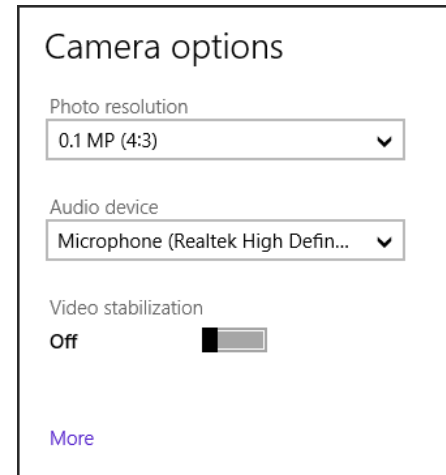 Camera options
Photo resolution
0.1 MP (4:3)
Audio device
Microphone (Realtek High Defin...
Video stabilization
Off
More